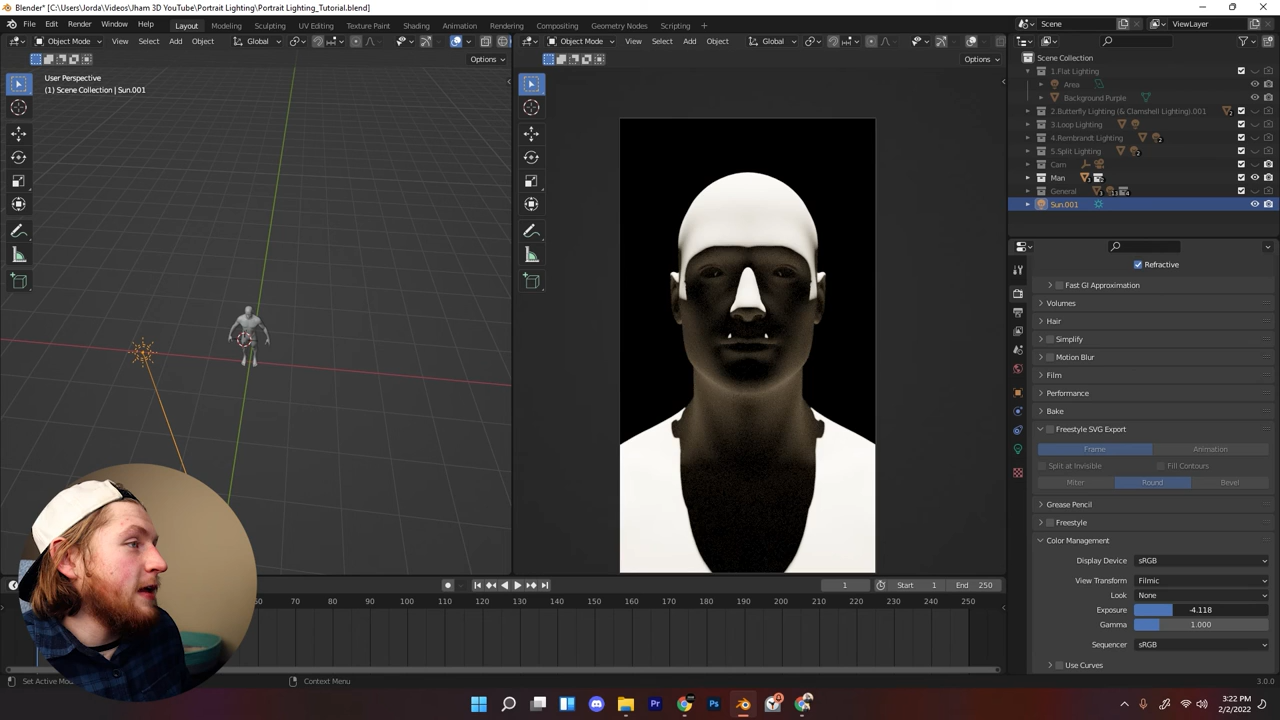 Blender* [C:\Users\Jorda\Videos\Jham 3D YouTube\Portrait Lighting\Portrait Lighting_Tutorial.blend]
File Edit Render Window Help Layout Modeling Sculpting UV Editing Texture Paint Shading Animation Rendering Compositing Geometry Nodes Scripting + Scene ViewLayer
Object Mode View Select Add Object Global Object Mode View Select Add Object Global
Options Options
User Perspective
(1) Scene Collection | Sun.001
Scene Collection
1.Flat Lighting
Area
Background Purple
2.Butterfly Lighting (& Clamshell Lighting).001
3.Loop Lighting
4.Rembrandt Lighting
5.Split Lighting
Cam
Man
General
Sun.001
Refractive
Fast GI Approximation
Volumes
Hair
Simplify
Motion Blur
Film
Performance
Bake
Freestyle SVG Export
Frame Animation
Split at Invisible Fill Contours
Miter Round Bevel
Grease Pencil
Freestyle
Color Management
Display Device sRGB
View Transform Filmic
Look None
Exposure -4.118
Gamma 1.000
Sequencer sRGB
Use Curves
1 Start 1 End 250
60 70 80 90 100 110 120 130 140 150 160 170 180 190 200 210 220 230 240 250
Set Active Mo Context Menu 3.0.0
3:22 PM
2/2/2022